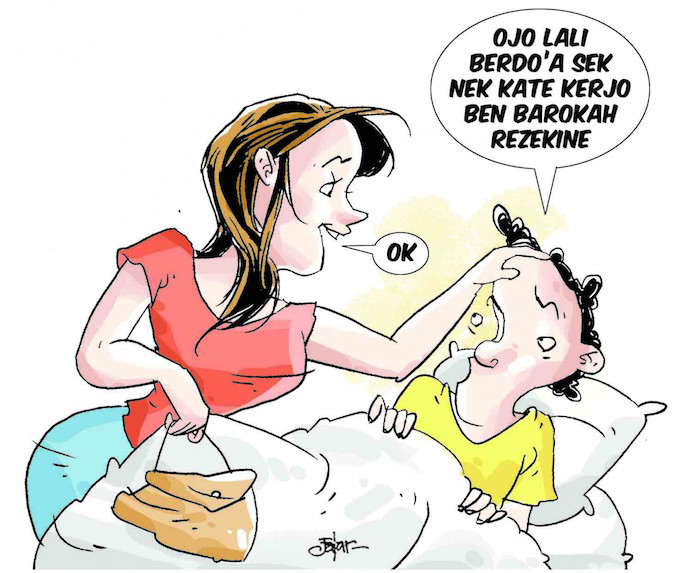 OJO LALI
BERDO'A SEK
NEK KATE KERJO
BEN BAROKAH
REZEKINE
OK